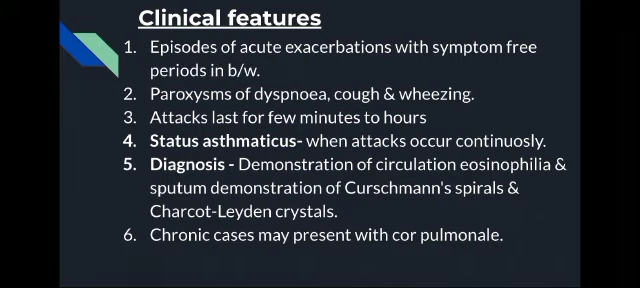 Clinical features
1. Episodes of acute exacerbations with symptom free
periods in b/w.
2. Paroxysms of dyspnoea, cough & wheezing.
3. Attacks last for few minutes to hours
4. Status asthmaticus- when attacks occur continuosly.
5. Diagnosis - Demonstration of circulation eosinophilia &
sputum demonstration of Curschmann's spirals &
Charcot-Leyden crystals.
6. Chronic cases may present with cor pulmonale.